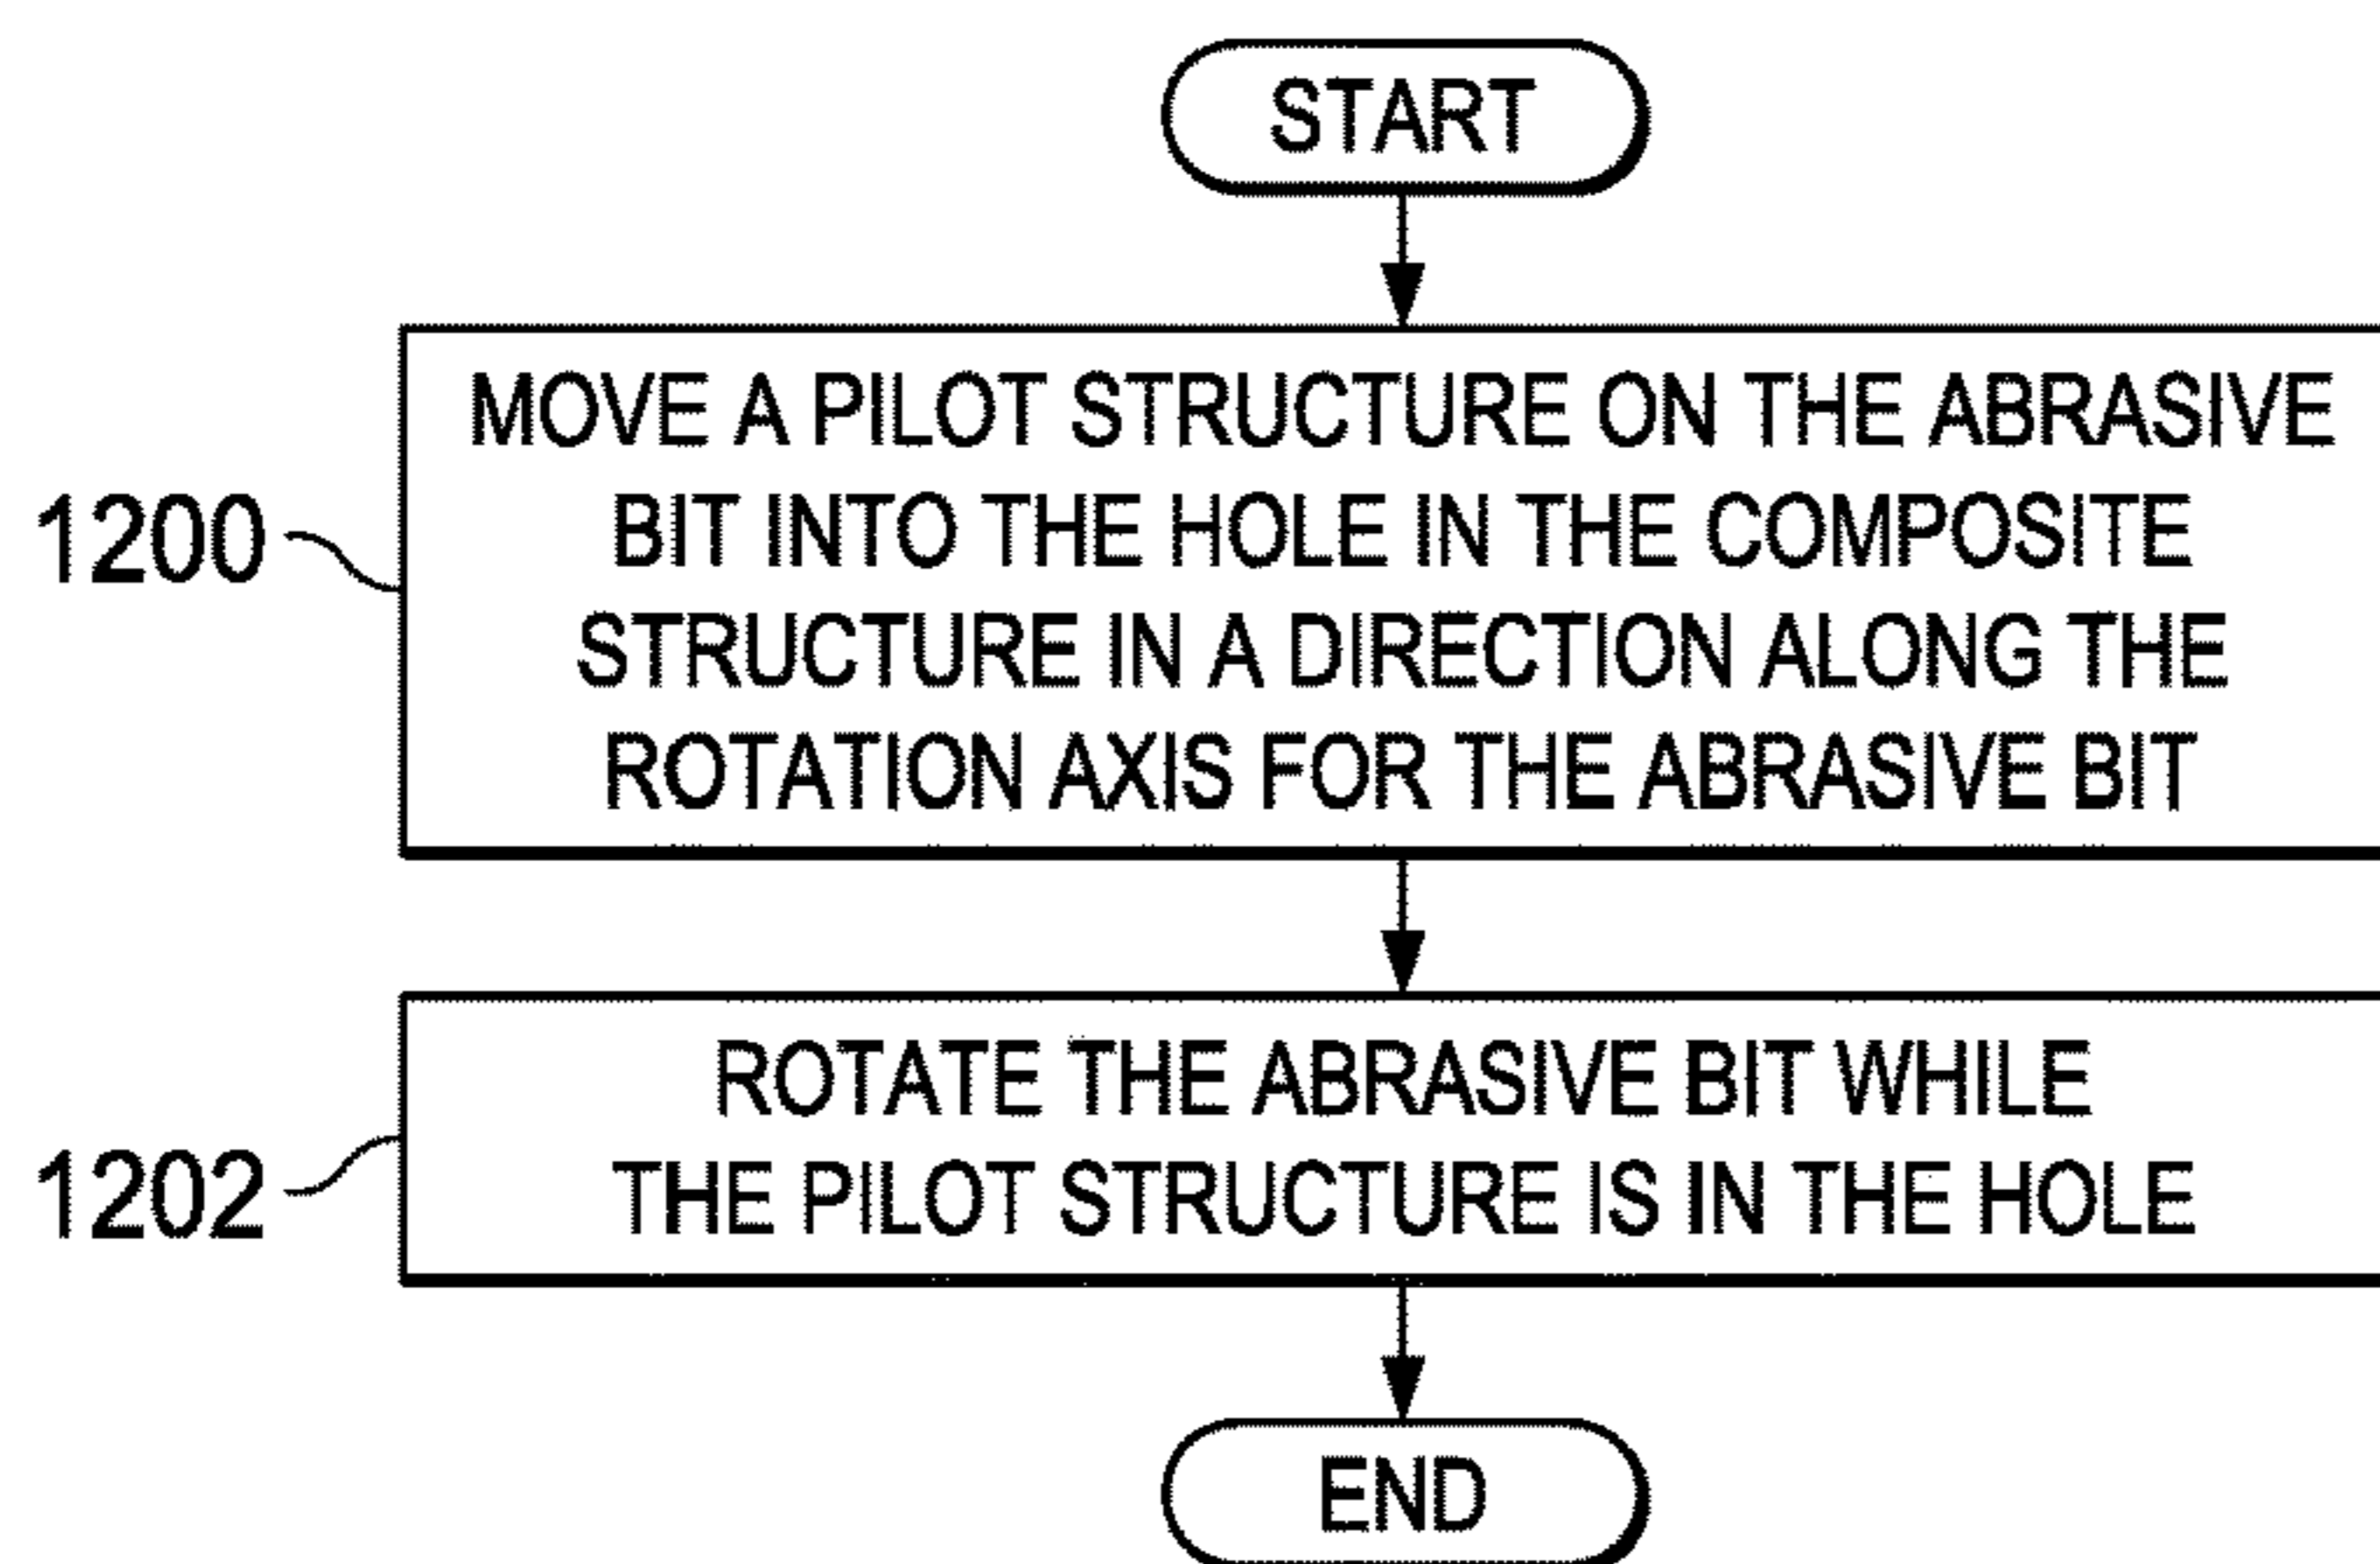 START
MOVE A PILOT STRUCTURE ON THE ABRASIVE
BIT INTO THE HOLE IN THE COMPOSITE
1200
STRUCTURE IN A DIRECTION ALONG THE
ROTATION AXIS FOR THE ABRASIVE BIT
ROTATE THE ABRASIVE BIT WHILE
1202
THE PILOT STRUCTURE IS IN THE HOLE
END